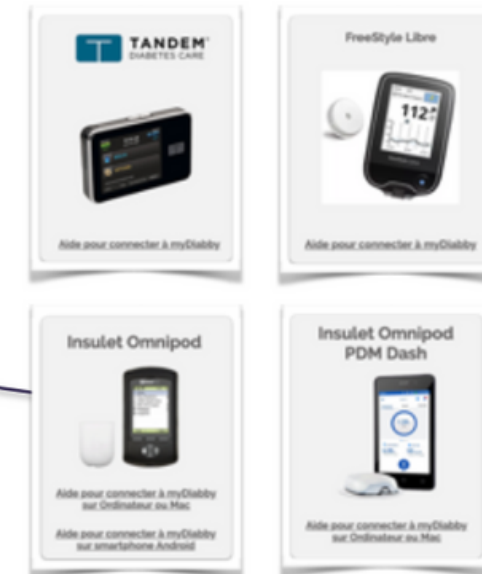 TANDEM
DIABETES CARE
Aide pour connecter à myDiabby
FreeStyle Libre
112
Aide pour connecter à myDiabby
Insulet Omnipod
Aide pour connecter à myDiabby
sur Ordinateur ou Mac
Aide pour connecter à myDiabby
sur smartphone Android
Insulet Omnipod
PDM Dash
Aide pour connecter à myDiabby
sur Ordinateur ou Mac